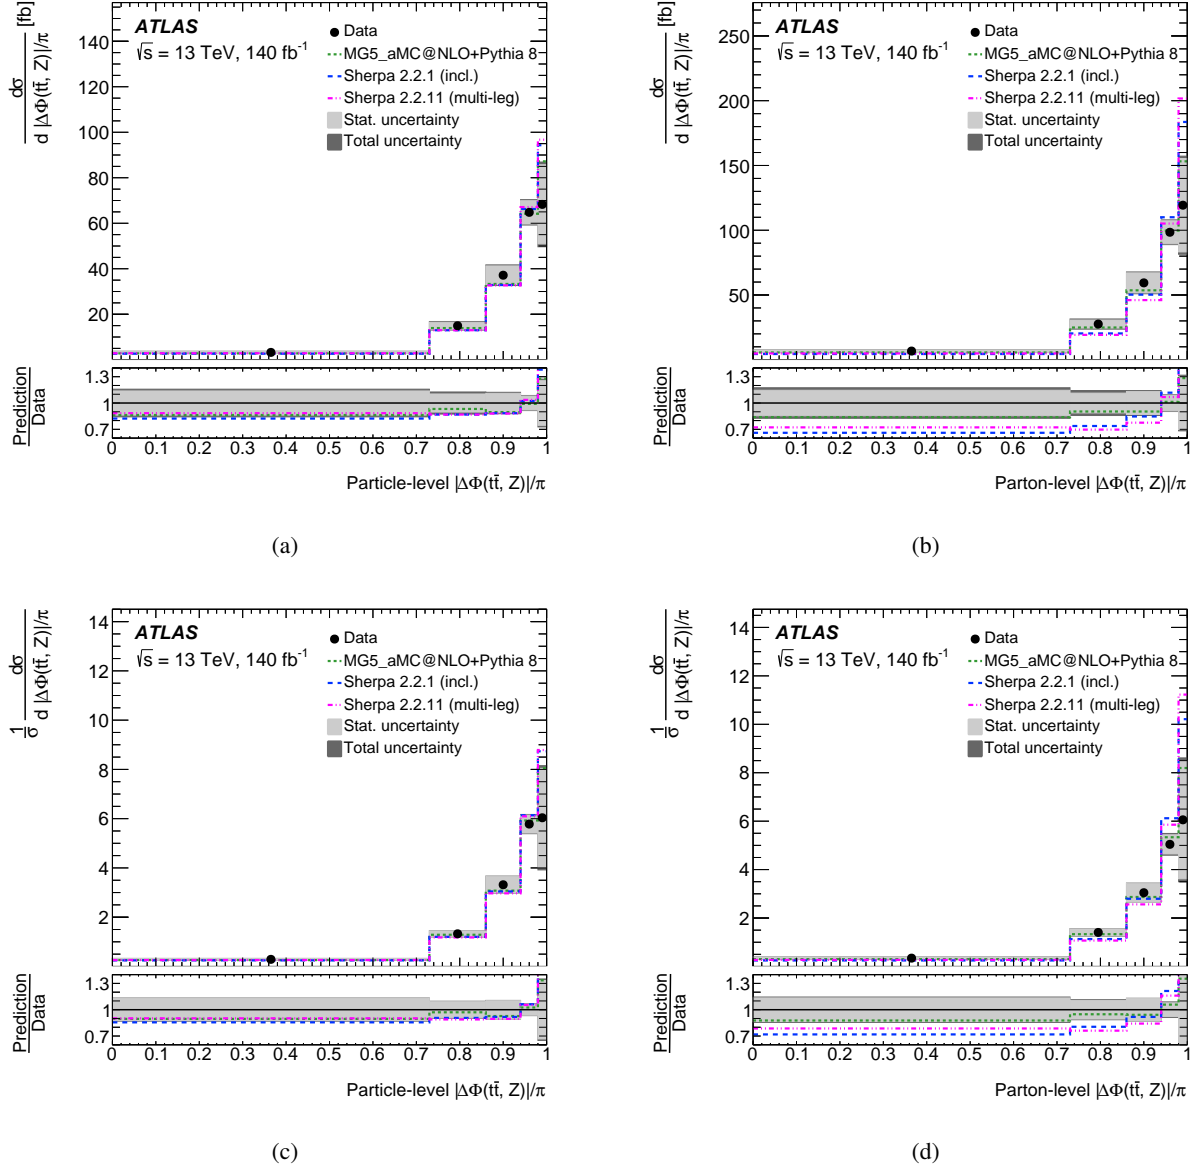 ATLAS
√s = 13 TeV, 140 fb⁻¹
dσ
d |ΔΦ(tt̄, Z)|/π
[fb]
Data
MG5_aMC@NLO+Pythia 8
Sherpa 2.2.1 (incl.)
Sherpa 2.2.11 (multi-leg)
Stat. uncertainty
Total uncertainty
140
120
100
80
60
40
20
Prediction
Data
1.3
1
0.7
0 0.1 0.2 0.3 0.4 0.5 0.6 0.7 0.8 0.9 1
Particle-level |ΔΦ(tt̄, Z)|/π
(a)
ATLAS
√s = 13 TeV, 140 fb⁻¹
dσ
d |ΔΦ(tt̄, Z)|/π
[fb]
Data
MG5_aMC@NLO+Pythia 8
Sherpa 2.2.1 (incl.)
Sherpa 2.2.11 (multi-leg)
Stat. uncertainty
Total uncertainty
250
200
150
100
50
Prediction
Data
1.3
1
0.7
0 0.1 0.2 0.3 0.4 0.5 0.6 0.7 0.8 0.9 1
Parton-level |ΔΦ(tt̄, Z)|/π
(b)
ATLAS
√s = 13 TeV, 140 fb⁻¹
1 dσ
σ d |ΔΦ(tt̄, Z)|/π
Data
MG5_aMC@NLO+Pythia 8
Sherpa 2.2.1 (incl.)
Sherpa 2.2.11 (multi-leg)
Stat. uncertainty
Total uncertainty
14
12
10
8
6
4
2
Prediction
Data
1.3
1
0.7
0 0.1 0.2 0.3 0.4 0.5 0.6 0.7 0.8 0.9 1
Particle-level |ΔΦ(tt̄, Z)|/π
(c)
ATLAS
√s = 13 TeV, 140 fb⁻¹
1 dσ
σ d |ΔΦ(tt̄, Z)|/π
Data
MG5_aMC@NLO+Pythia 8
Sherpa 2.2.1 (incl.)
Sherpa 2.2.11 (multi-leg)
Stat. uncertainty
Total uncertainty
14
12
10
8
6
4
2
Prediction
Data
1.3
1
0.7
0 0.1 0.2 0.3 0.4 0.5 0.6 0.7 0.8 0.9 1
Parton-level |ΔΦ(tt̄, Z)|/π
(d)